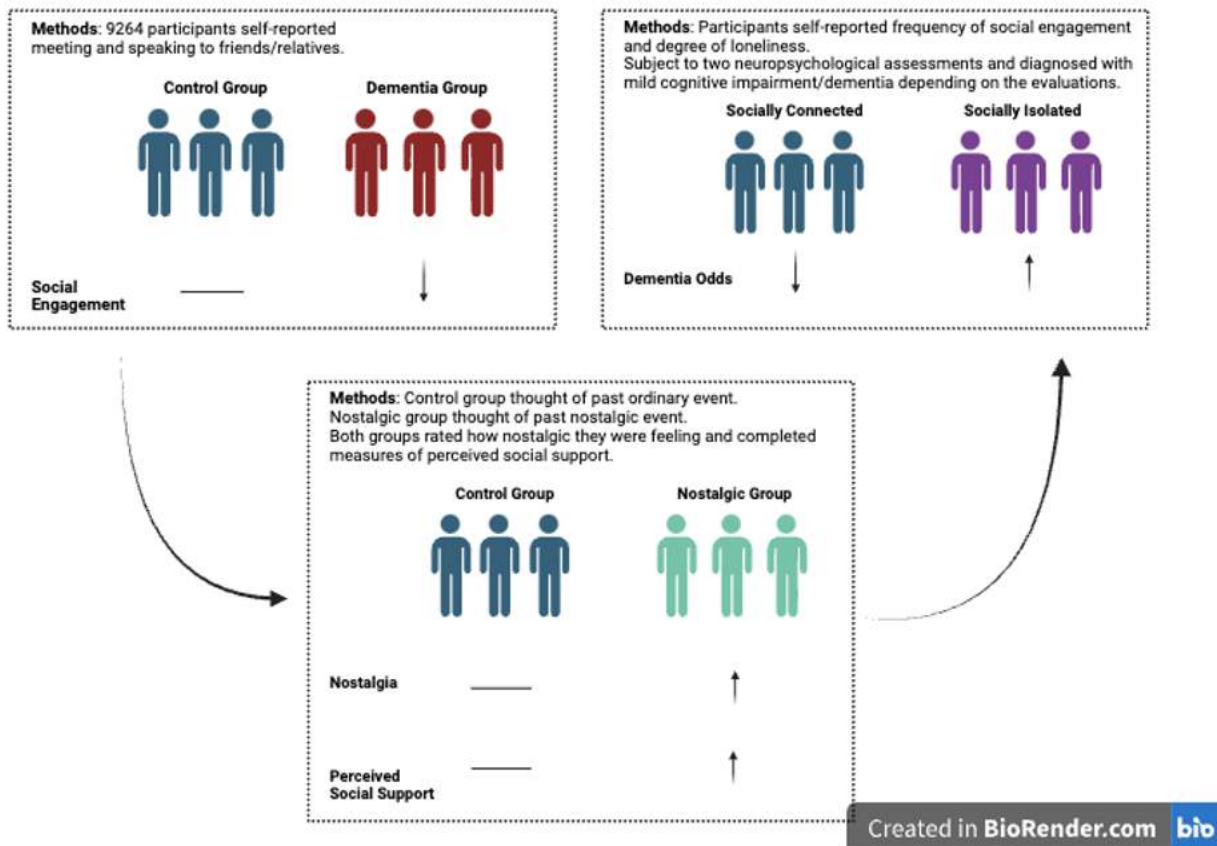 Methods: 9264 participants self-reported
meeting and speaking to friends/relatives.
Control Group
Dementia Group
Social
Engagement
Methods: Participants self-reported frequency of social engagement
and degree of loneliness.
Subject to two neuropsychological assessments and diagnosed with
mild cognitive impairment/dementia depending on the evaluations.
Socially Connected
Socially Isolated
Dementia Odds
Methods: Control group thought of past ordinary event.
Nostalgic group thought of past nostalgic event.
Both groups rated how nostalgic they were feeling and completed
measures of perceived social support.
Control Group
Nostalgic Group
Nostalgia
Perceived
Social Support
Created in BioRender.com bio